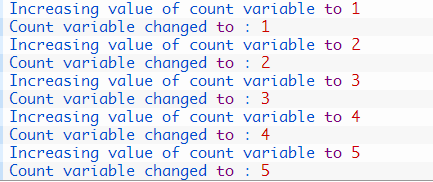 Increasing value of count variable to 1
Count variable changed to : 1
Increasing value of count variable to 2
Count variable changed to : 2
Increasing value of count variable to 3
Count variable changed to : 3
Increasing value of count variable to 4
Count variable changed to : 4
Increasing value of count variable to 5
Count variable changed to : 5